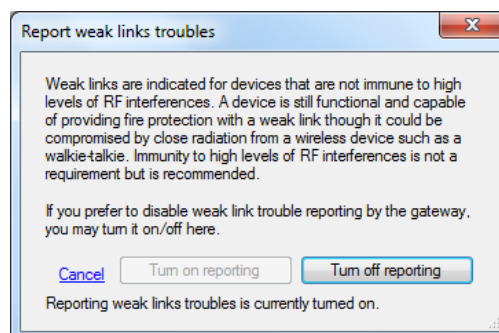 Report weak links troubles
Weak links are indicated for devices that are not immune to high
levels of RF interferences. A device is still functional and capable
of providing fire protection with a weak link though it could be
compromised by close radiation from a wireless device such as a
walkie-talkie. Immunity to high levels of RF interferences is not a
requirement but is recommended.
If you prefer to disable weak link trouble reporting by the gateway,
you may turn it on/off here.
Cancel Turn on reporting Turn off reporting
Reporting weak links troubles is currently turned on.